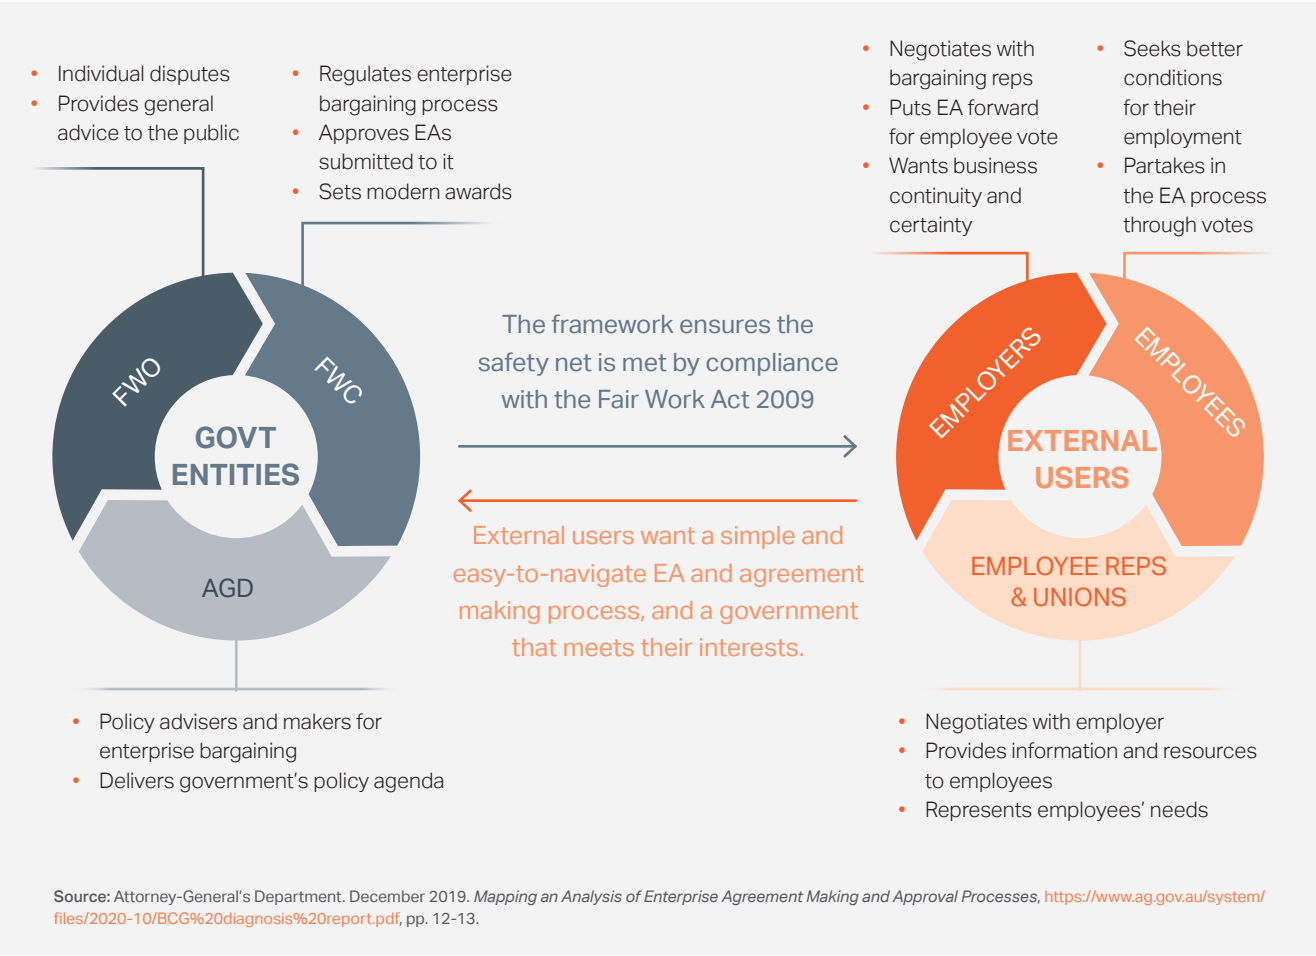 • Individual disputes
• Provides general
advice to the public
• Regulates enterprise
bargaining process
• Approves EAs
submitted to it
• Sets modern awards
• Negotiates with
bargaining reps
• Puts EA forward
for employee vote
• Wants business
continuity and
certainty
• Seeks better
conditions
for their
employment
• Partakes in
the EA process
through votes
FWO
FWC
GOVT
ENTITIES
AGD
The framework ensures the
safety net is met by compliance
with the Fair Work Act 2009
External users want a simple and
easy-to-navigate EA and agreement
making process, and a government
that meets their interests.
EMPLOYERS
EMPLOYEES
EXTERNAL
USERS
EMPLOYEE REPS
& UNIONS
• Policy advisers and makers for
enterprise bargaining
• Delivers government’s policy agenda
• Negotiates with employer
• Provides information and resources
to employees
• Represents employees’ needs
Source: Attorney-General’s Department. December 2019. Mapping an Analysis of Enterprise Agreement Making and Approval Processes, https://www.ag.gov.au/system/
files/2020-10/BCG%20diagnosis%20report.pdf, pp. 12-13.